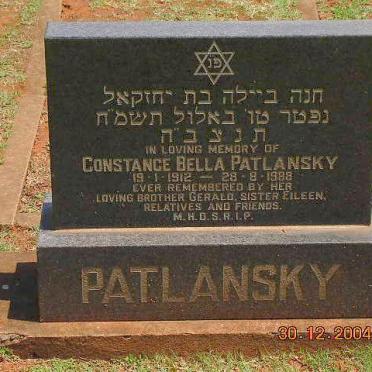 פו
חנה ביילה בת יחזקאל
נפטר טו באלול תשמ״ח
ת נ צ ב ״ ה
IN LOVING MEMORY OF
CONSTANCE BELLA PATLANSKY
19-1-1912 — 28-8-1988
EVER REMEMBERED BY HER
LOVING BROTHER GERALD, SISTER EILEEN,
RELATIVES AND FRIENDS.
M.H.D.S.R.I.P.
PATLANSKY
30.12.2004